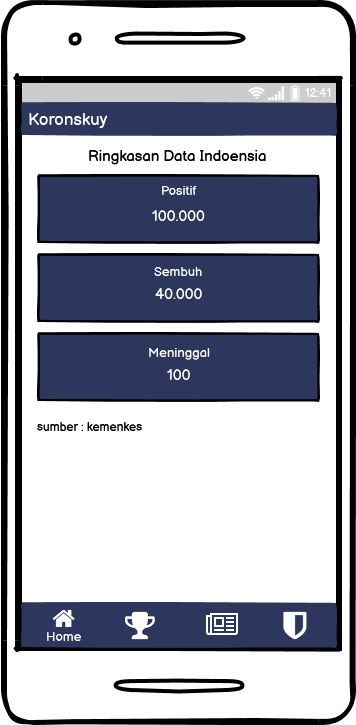 12:41
Koronskuy
Ringkasan Data Indoensia
Positif
100.000
Sembuh
40.000
Meninggal
100
sumber : kemenkes
Home